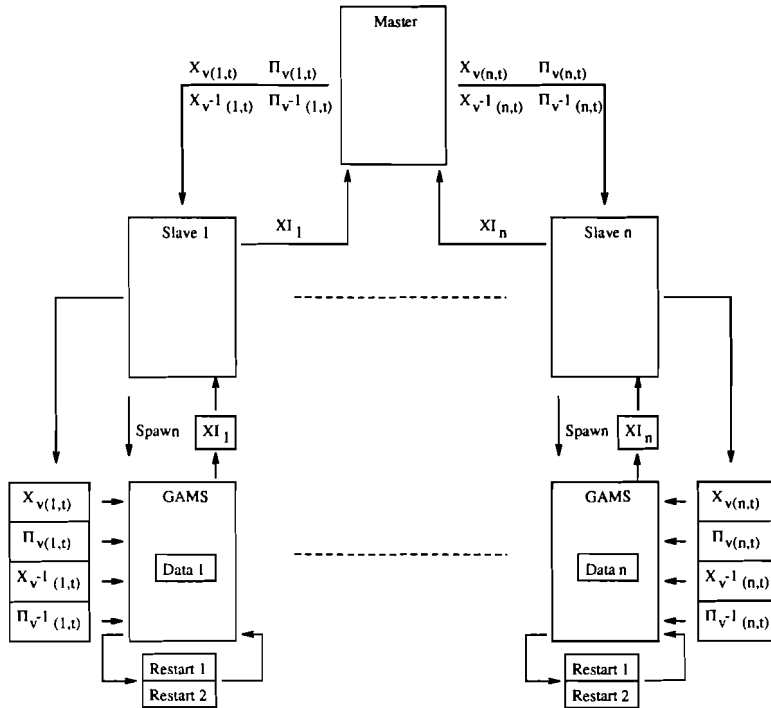 Master
X_v(1,t) Π_v(1,t)
X_v-1 (1,t) Π_v-1 (1,t)
X_v(n,t) Π_v(n,t)
X_v-1 (n,t) Π_v-1 (n,t)
Slave 1
XI_1
XI_n
Slave n
Spawn
XI_1
Spawn
XI_n
X_v(1,t)
Π_v(1,t)
X_v-1 (1,t)
Π_v-1 (1,t)
GAMS
Data 1
Restart 1
Restart 2
GAMS
Data n
X_v(n,t)
Π_v(n,t)
X_v-1 (n,t)
Π_v-1 (n,t)
Restart 1
Restart 2